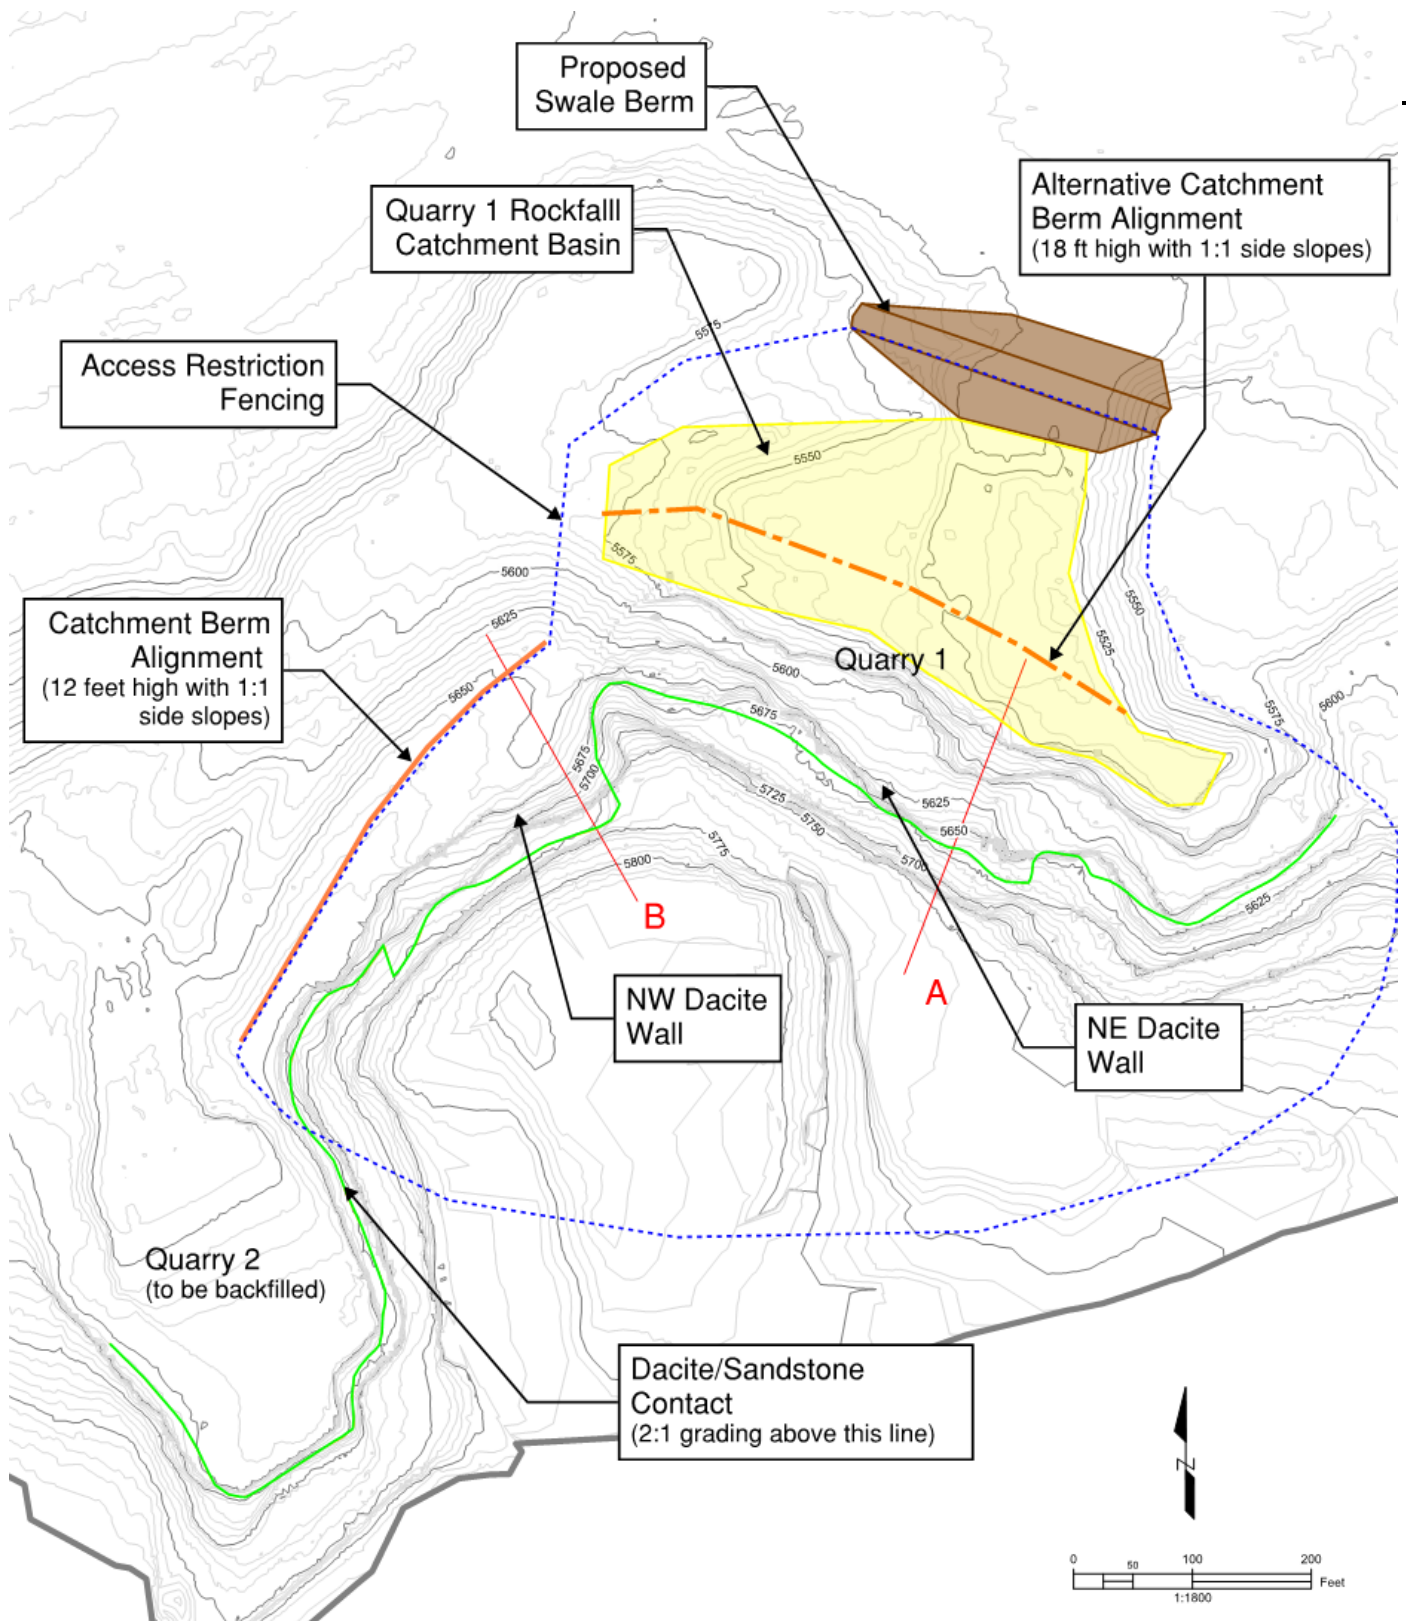 Proposed
Swale Berm
Alternative Catchment
Berm Alignment
(18 ft high with 1:1 side slopes)
Quarry 1 Rockfalll
Catchment Basin
5575
Access Restriction
Fencing
5550
5575
5600
5550
Catchment Berm
Alignment
(12 feet high with 1:1
side slopes)
5625
5525
Quarry 1
5600
5650
5600
5575
5675
5675
5700
5725
5625
5750
5650
5775
5700
5800
5625
B
A
NW Dacite
Wall
NE Dacite
Wall
Quarry 2
(to be backfilled)
Dacite/Sandstone
Contact
(2:1 grading above this line)
N
0
50
100
200
Feet
1:1800